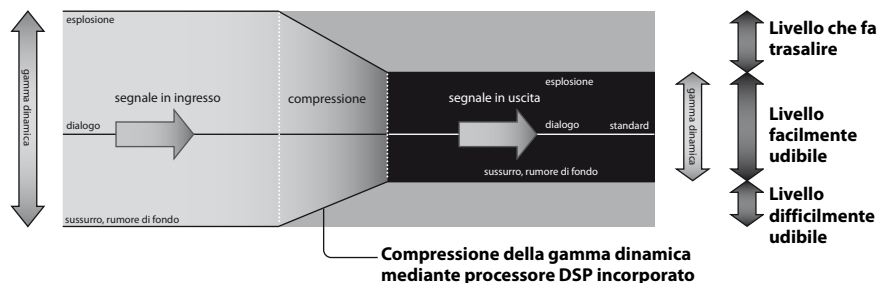 esplosione
gamma dinamica
segnale in ingresso
compressione
dialogo
sussurro, rumore di fondo
esplosione
segnale in uscita
dialogo
standard
sussurro, rumore di fondo
gamma dinamica
Livello che fa
trasalire
Livello
facilmente
udibile
Livello
difficilmente
udibile
Compressione della gamma dinamica
mediante processore DSP incorporato